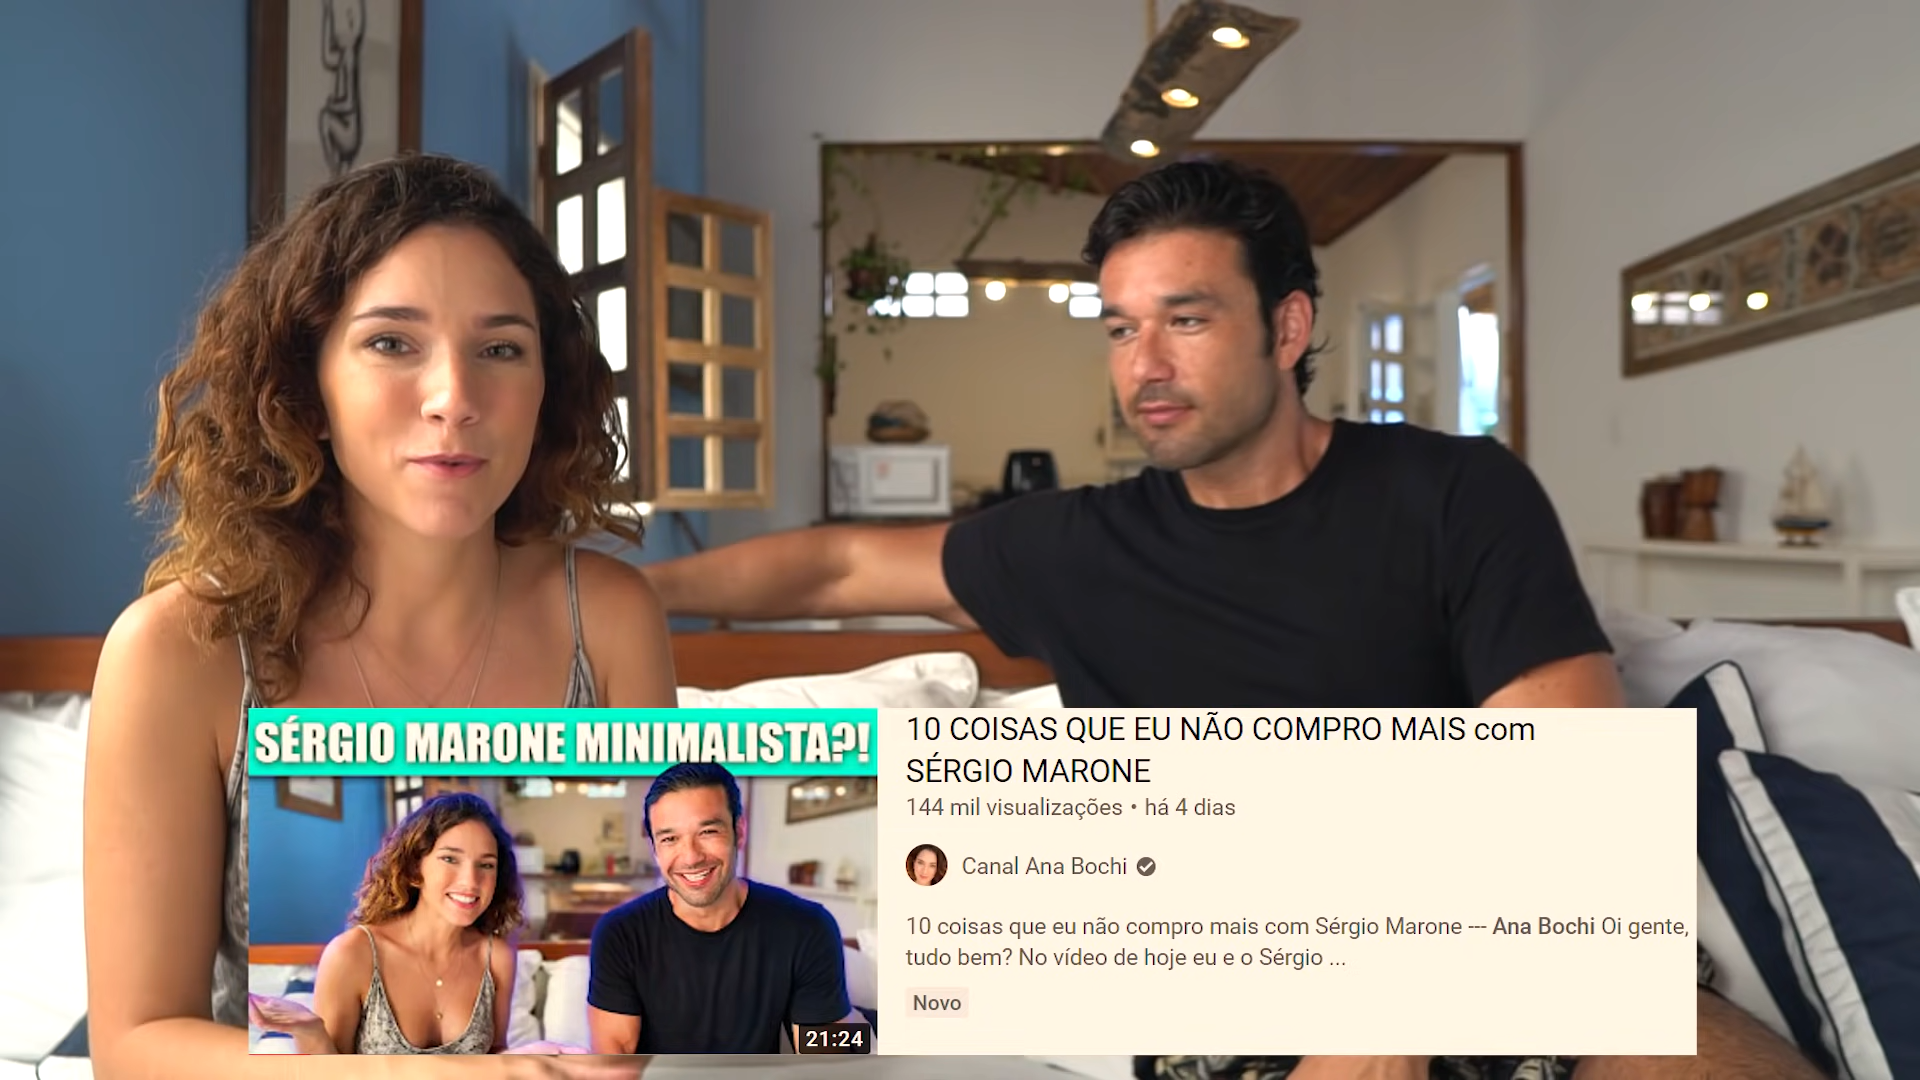 SÉRGIO MARONE MINIMALISTA?!
21:24
10 COISAS QUE EU NÃO COMPRO MAIS com
SÉRGIO MARONE
144 mil visualizações • há 4 dias
Canal Ana Bochi
10 coisas que eu não compro mais com Sérgio Marone --- Ana Bochi Oi gente,
tudo bem? No vídeo de hoje eu e o Sérgio ...
Novo